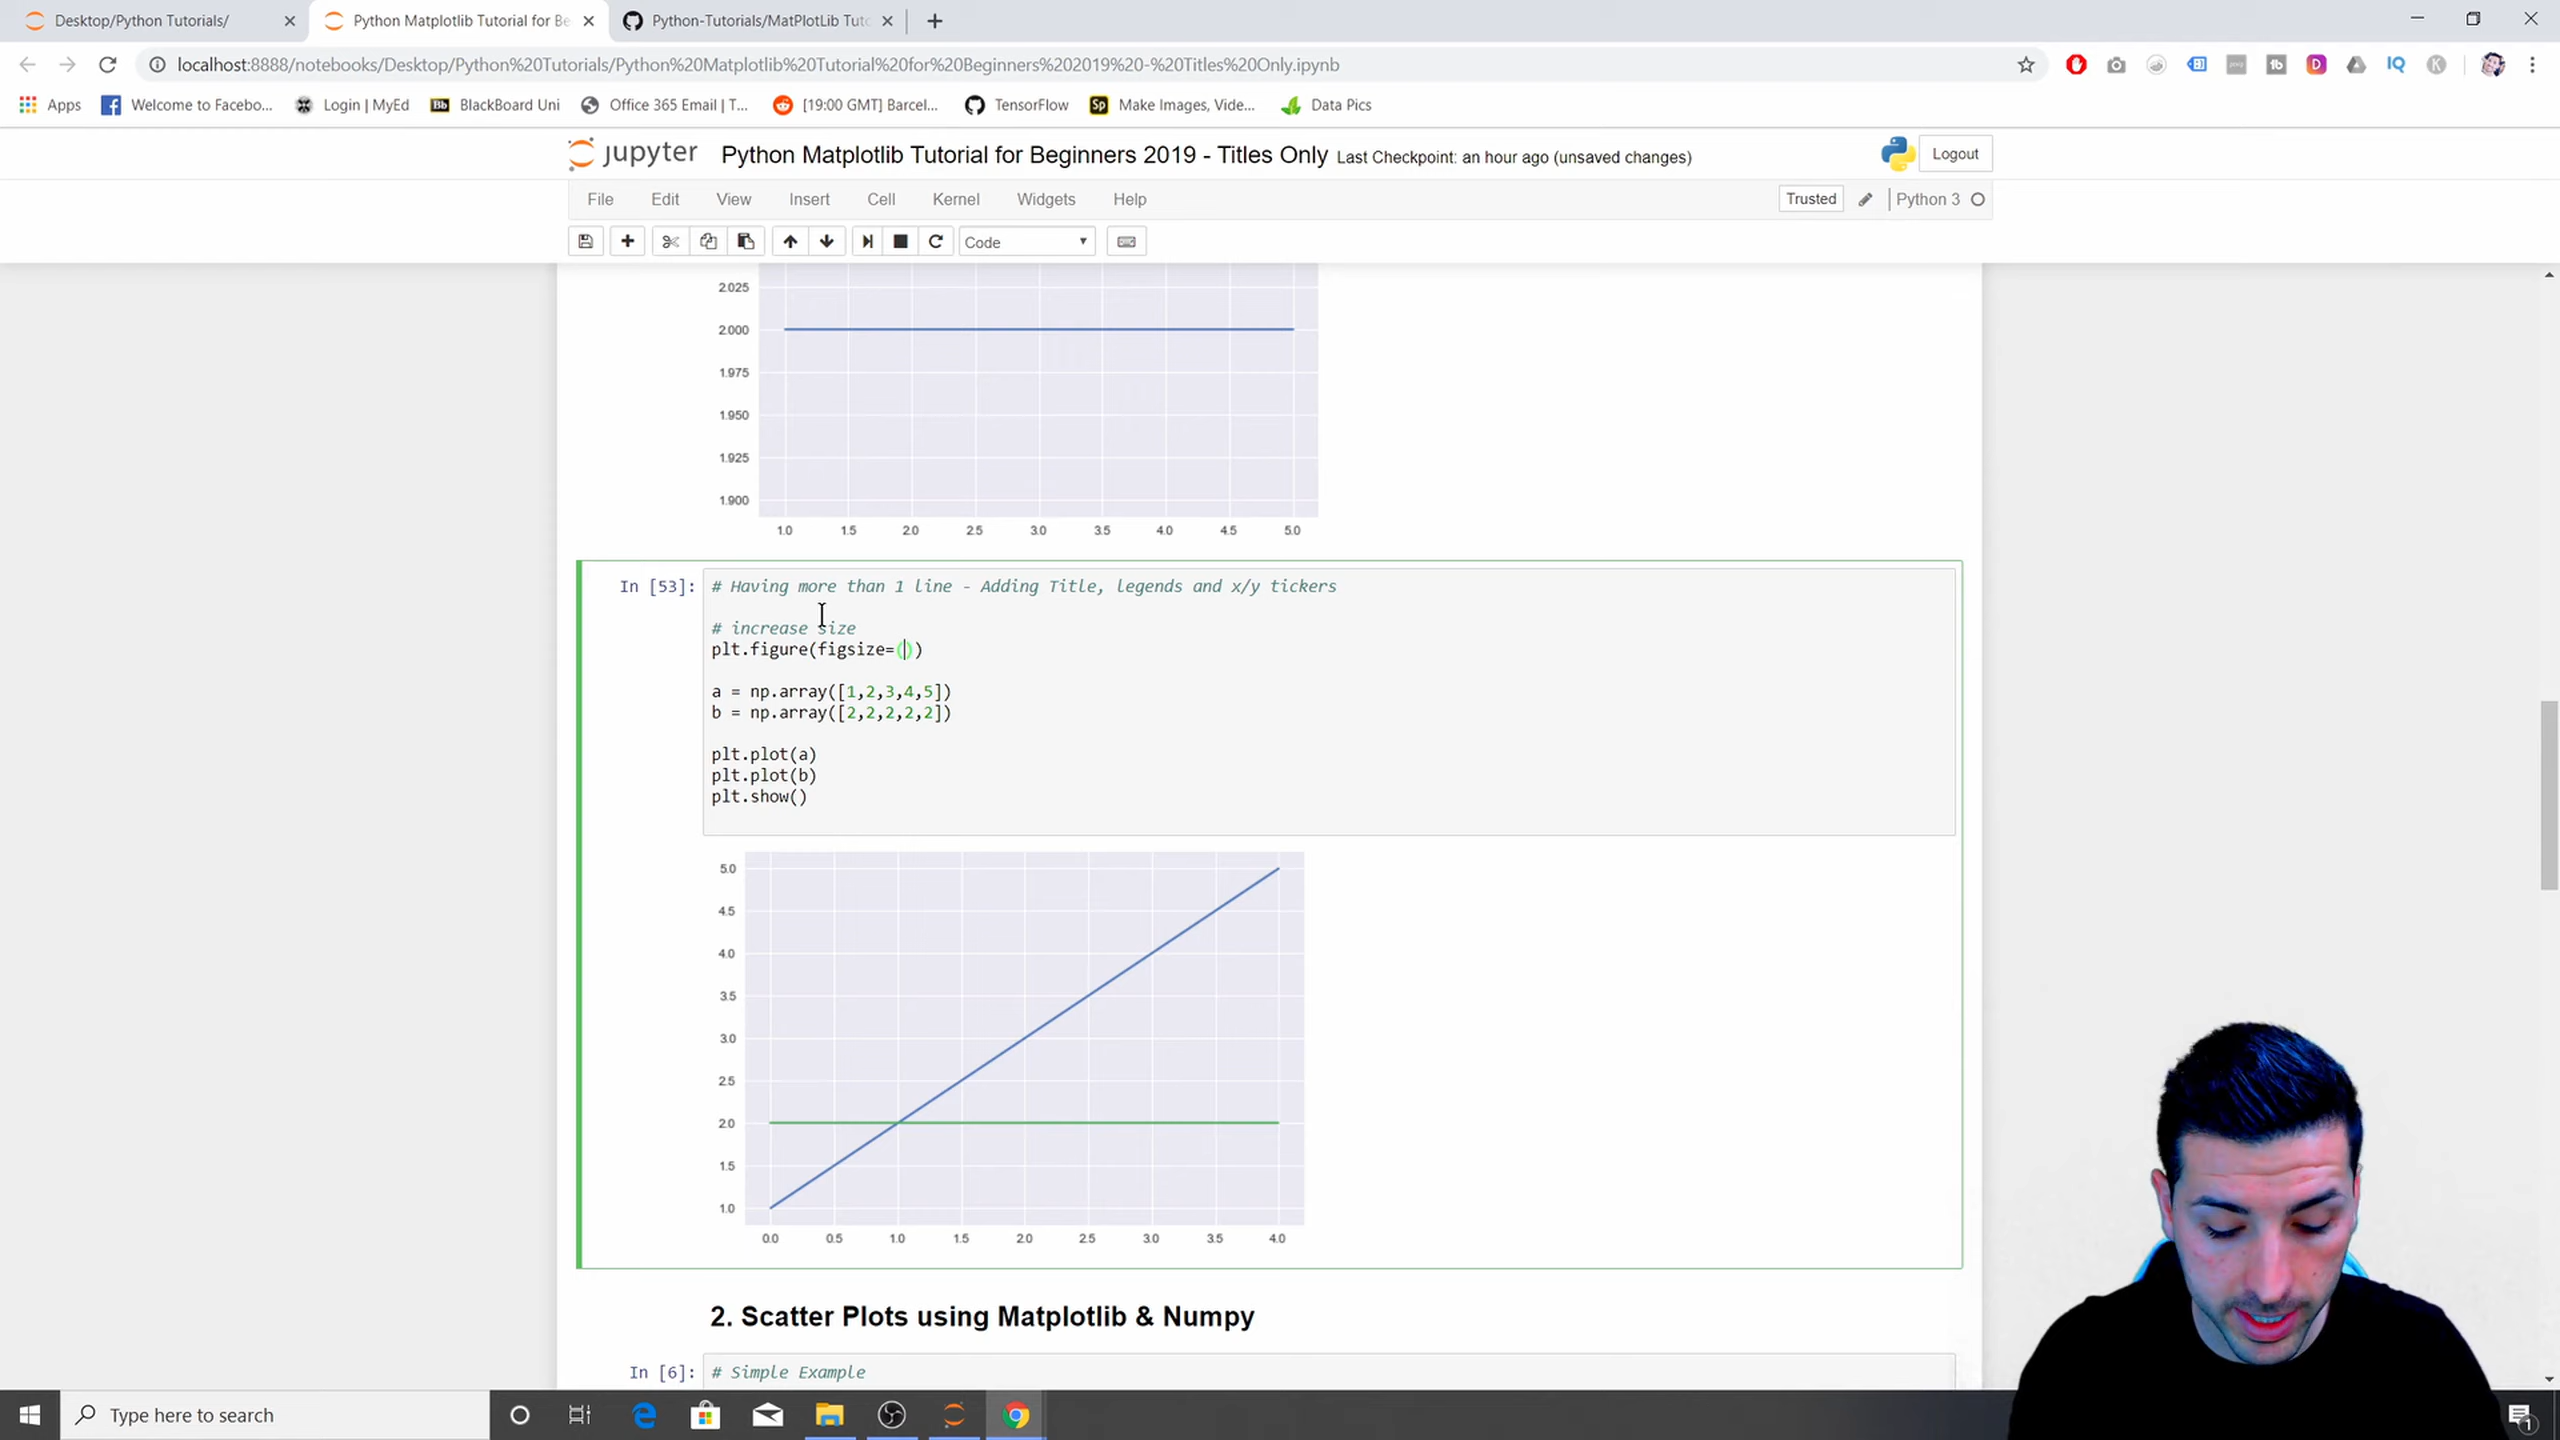 Desktop/Python Tutorials/
Python Matplotlib Tutorial for Be
Python-Tutorials/MatPlotLib Tuto
localhost:8888/notebooks/Desktop/Python%20Tutorials/Python%20Matplotlib%20Tutorial%20for%20Beginners%202019%20-%20Titles%20Only.ipynb
Apps
Welcome to Facebo...
Login | MyEd
Bb
BlackBoard Uni
Office 365 Email | T...
[19:00 GMT] Barcel...
TensorFlow
Sp
Make Images, Vide...
Data Pics
jupyter
Python Matplotlib Tutorial for Beginners 2019 - Titles Only Last Checkpoint: an hour ago (unsaved changes)
Logout
File
Edit
View
Insert
Cell
Kernel
Widgets
Help
Trusted
Python 3
Code
2.025
2.000
1.975
1.950
1.925
1.900
1.0 1.5 2.0 2.5 3.0 3.5 4.0 4.5 5.0
In [53]:
# Having more than 1 line - Adding Title, legends and x/y tickers
# increase size
plt.figure(figsize=())
a = np.array([1,2,3,4,5])
b = np.array([2,2,2,2,2])
plt.plot(a)
plt.plot(b)
plt.show()
5.0
4.5
4.0
3.5
3.0
2.5
2.0
1.5
1.0
0.0 0.5 1.0 1.5 2.0 2.5 3.0 3.5 4.0
2. Scatter Plots using Matplotlib & Numpy
In [6]:
# Simple Example
Type here to search
1